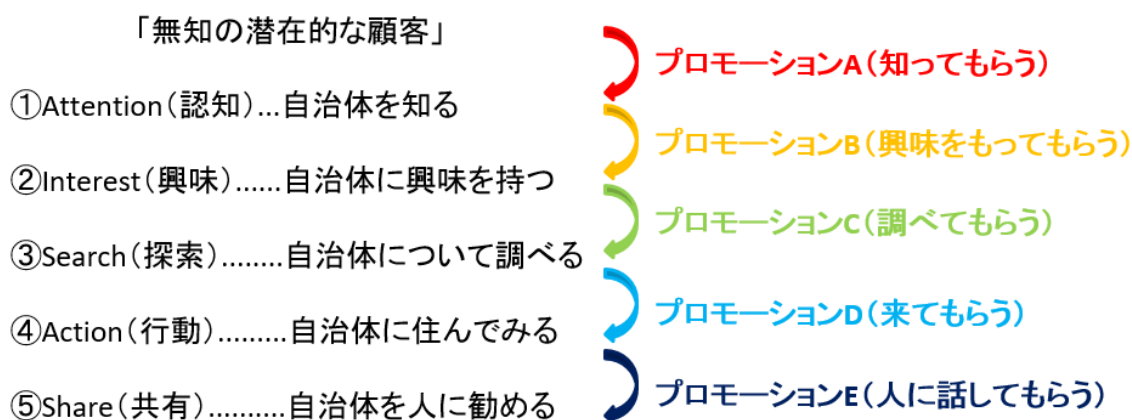 「無知の潜在的な顧客」
プロモーションA（知ってもらう）
①Attention（認知）...自治体を知る
プロモーションB（興味をもってもらう）
②Interest（興味）......自治体に興味を持つ
プロモーションC（調べてもらう）
③Search（探索）........自治体について調べる
プロモーションD（来てもらう）
④Action（行動）.........自治体に住んでみる
プロモーションE（人に話してもらう）
⑤Share（共有）..........自治体を人に勧める